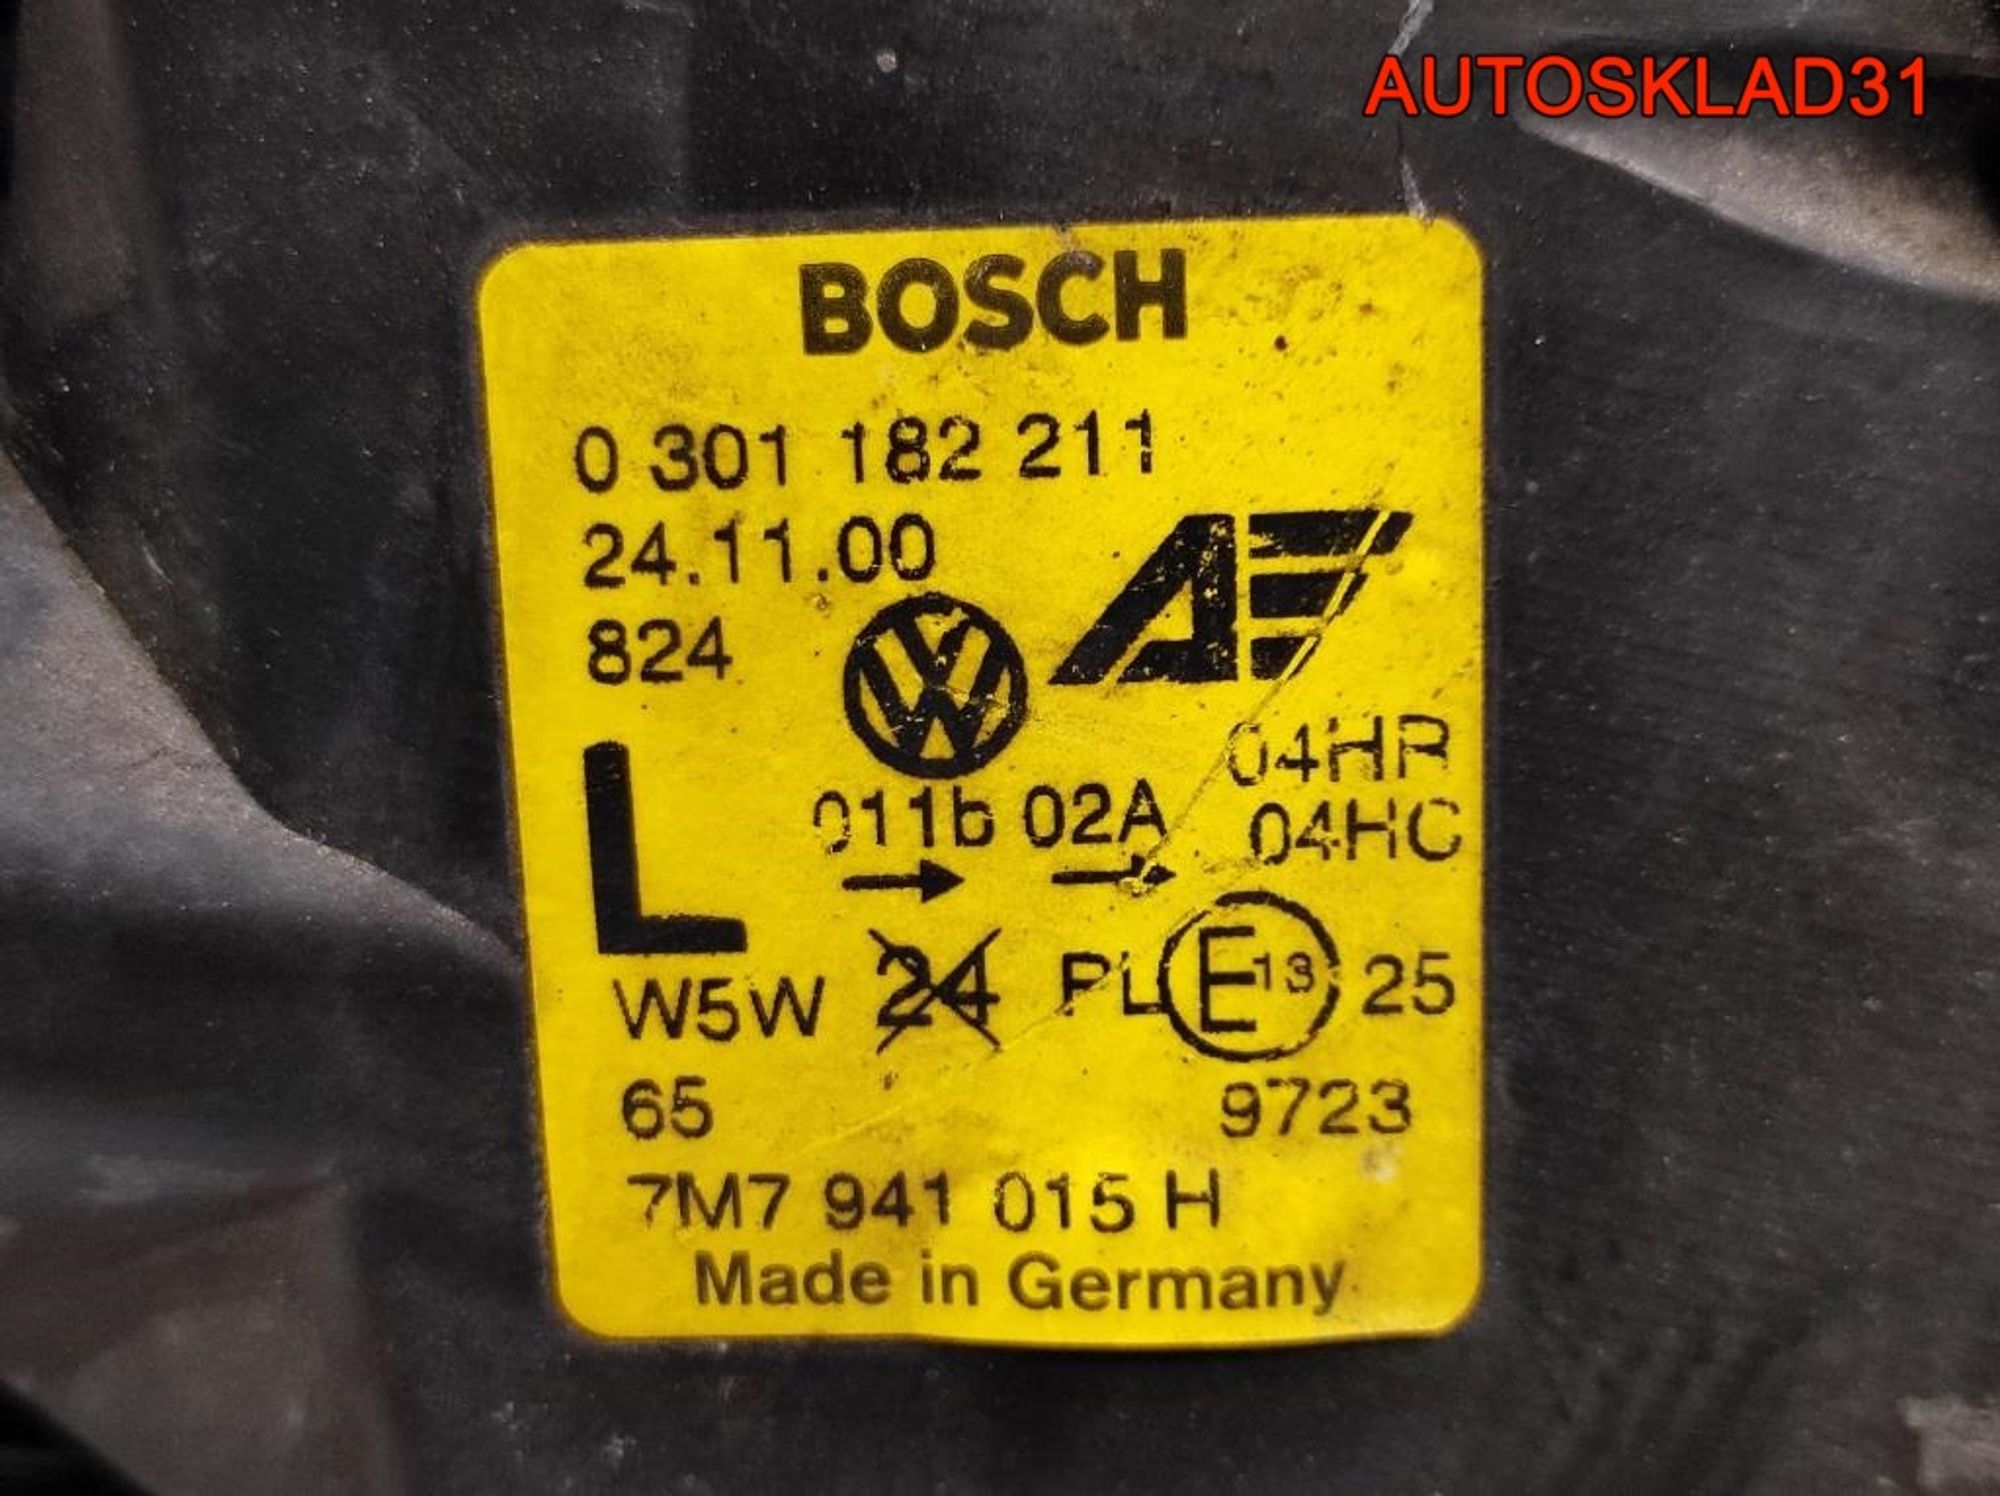 AUTOSKLAD31
BOSCH
0 301 182 211
24.11.00
824
04HR
L 011b 02A 04HC
W5W 24 PL E13 25
65 9723
7M7 941 015 H
Made in Germany